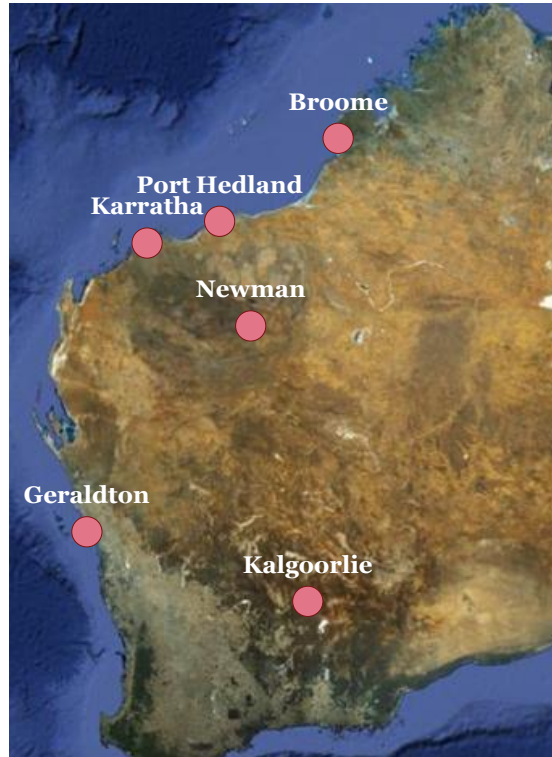 Broome
Port Hedland
Karratha
Newman
Geraldton
Kalgoorlie